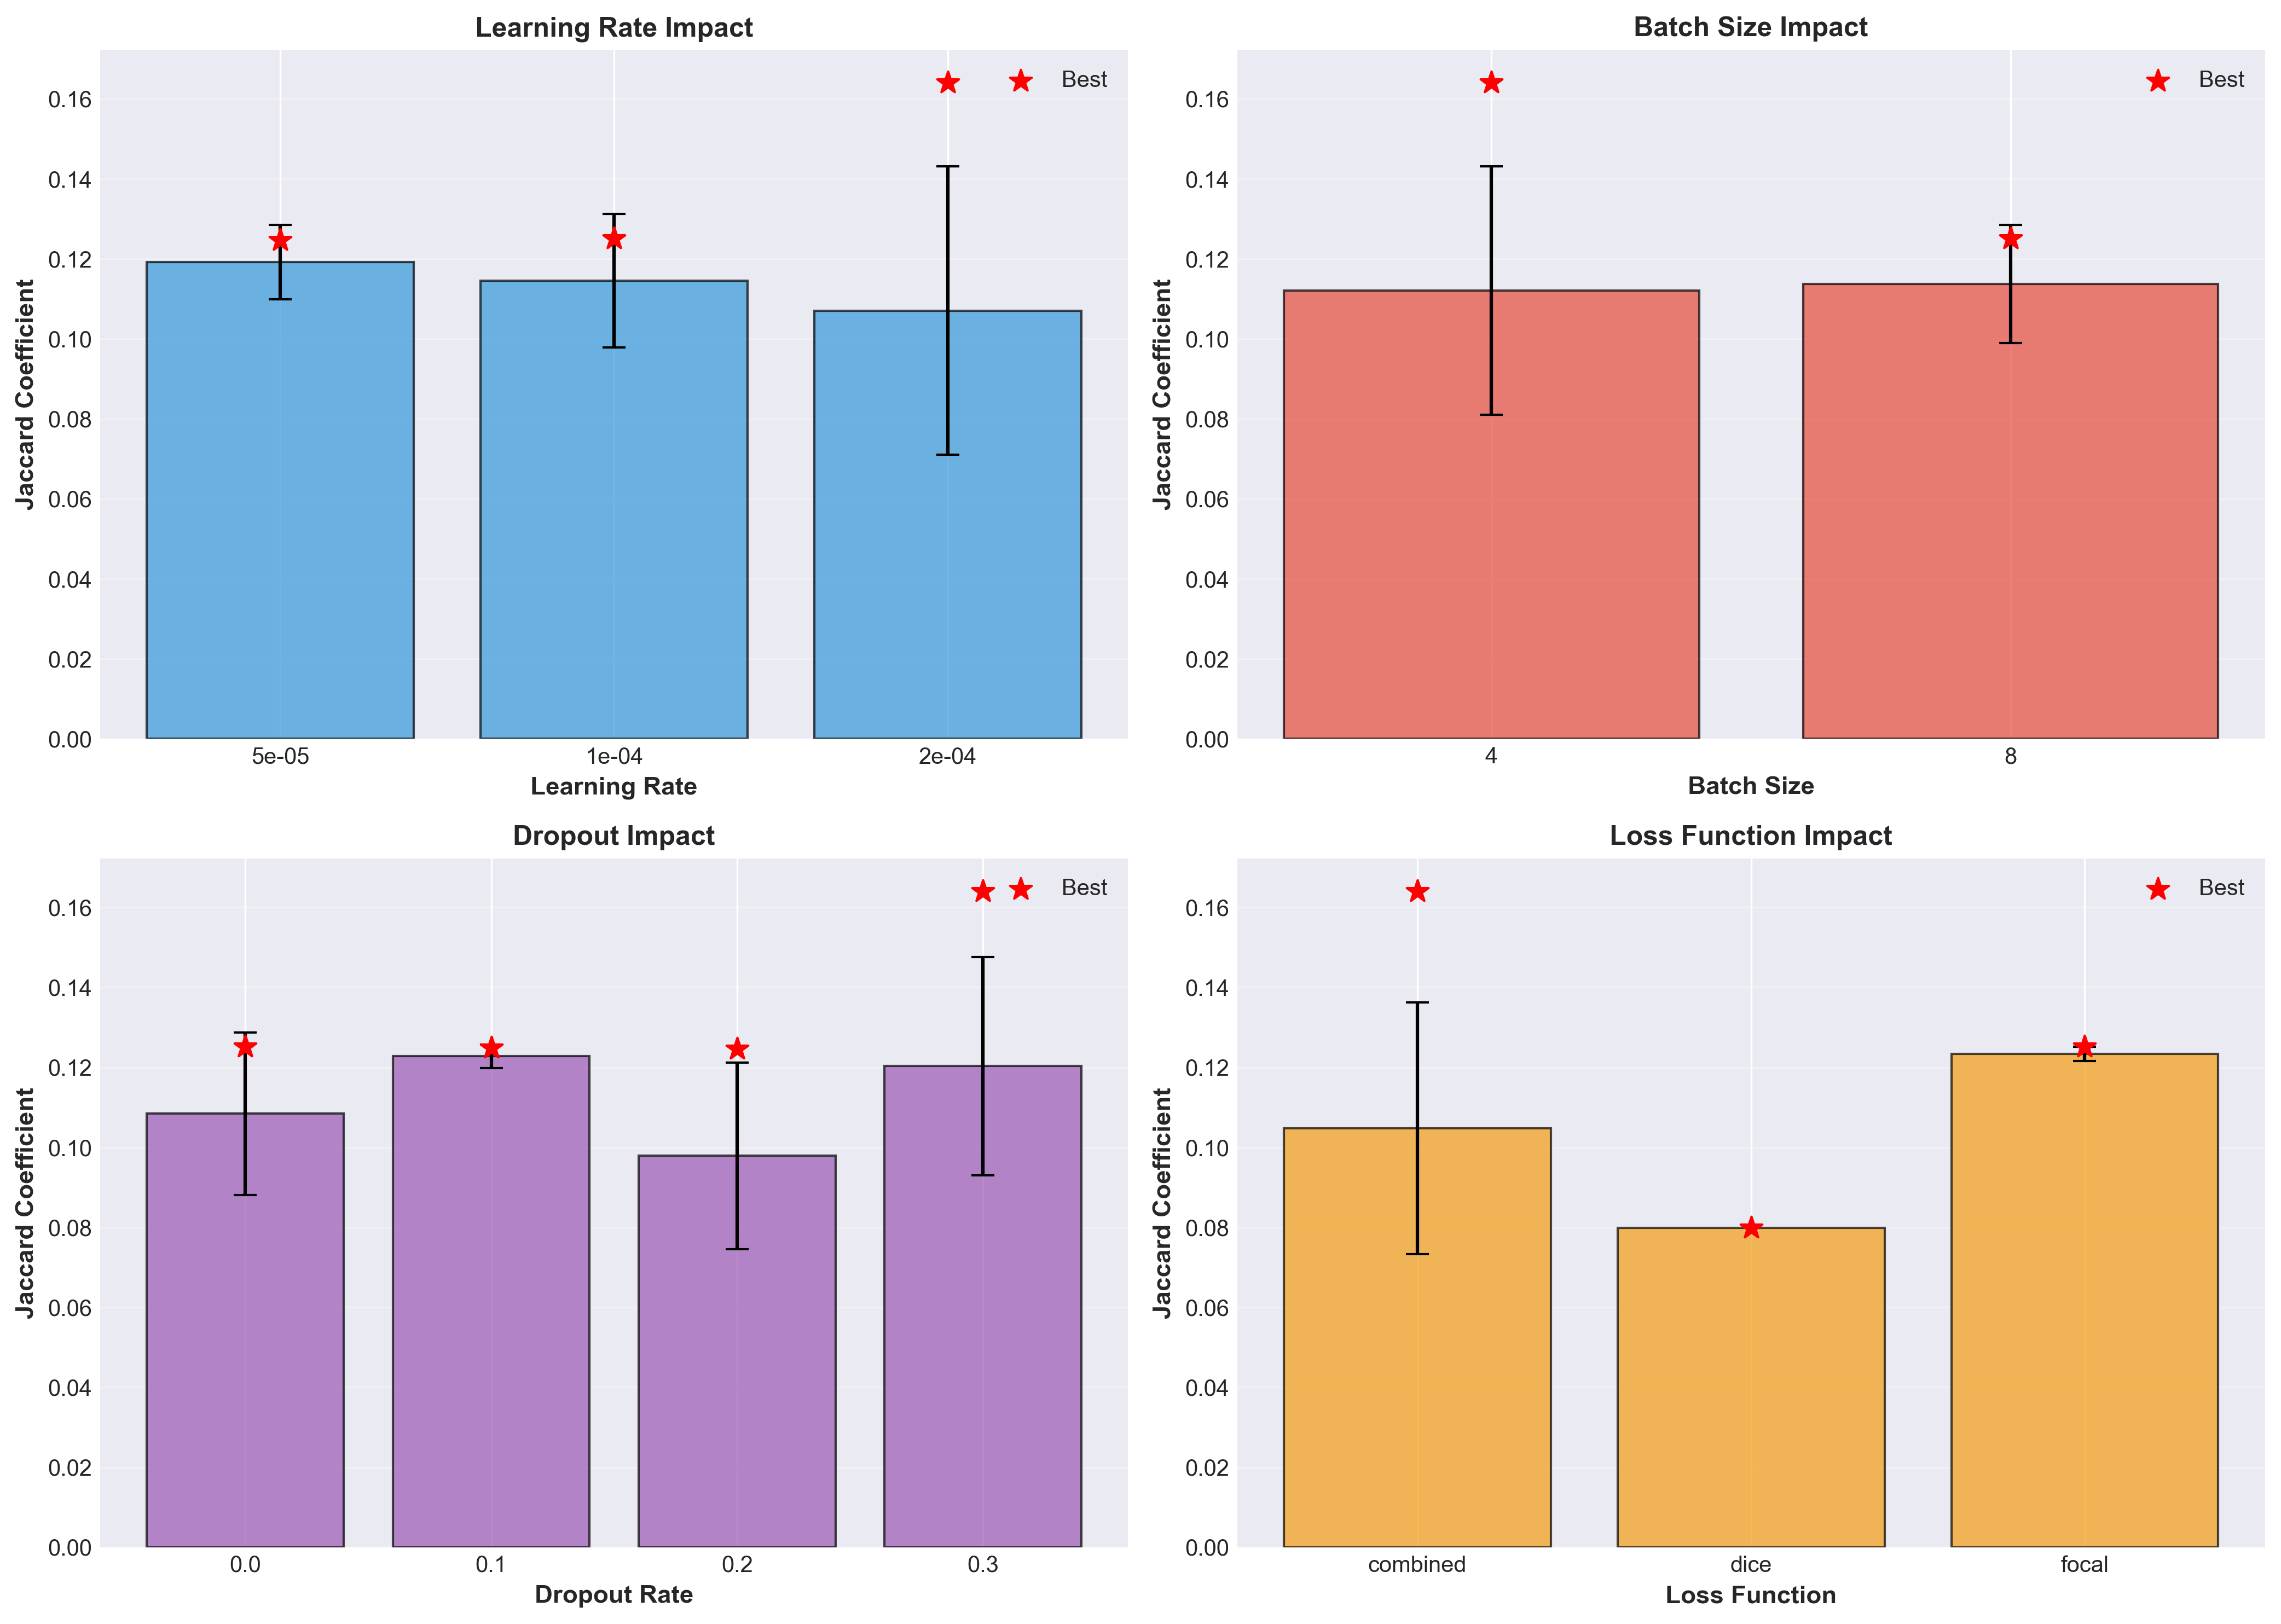 Learning Rate Impact
Best
0.16
0.14
0.12
0.10
0.08
0.06
0.04
0.02
0.00
Jaccard Coefficient
5e-05 1e-04 2e-04
Learning Rate
Batch Size Impact
Best
0.16
0.14
0.12
0.10
0.08
0.06
0.04
0.02
0.00
Jaccard Coefficient
4 8
Batch Size
Dropout Impact
Best
0.16
0.14
0.12
0.10
0.08
0.06
0.04
0.02
0.00
Jaccard Coefficient
0.0 0.1 0.2 0.3
Dropout Rate
Loss Function Impact
Best
0.16
0.14
0.12
0.10
0.08
0.06
0.04
0.02
0.00
Jaccard Coefficient
combined dice focal
Loss Function